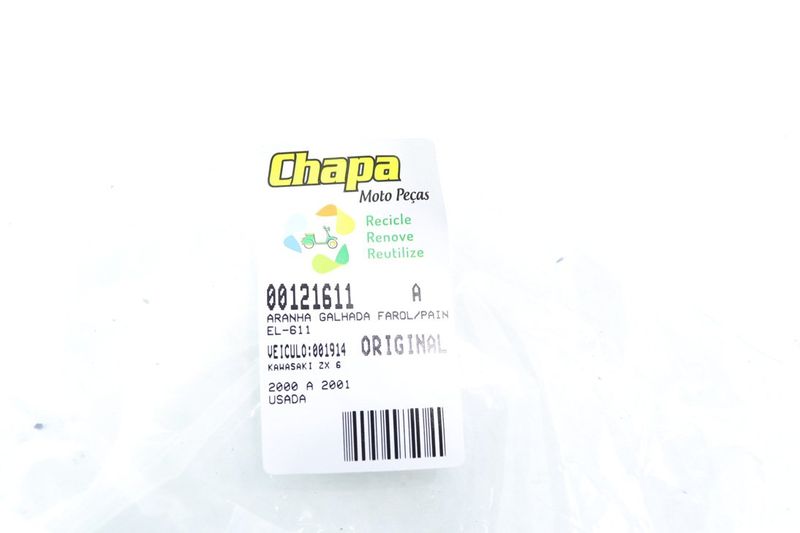 Chapa
Moto Peças
Recicle
Renove
Reutilize
00121611 A
ARANHA GALHADA FAROL/PAIN
EL-611
VEICULO:001914 ORIGINAL
KAWASAKI ZX 6
2000 A 2001
USADA